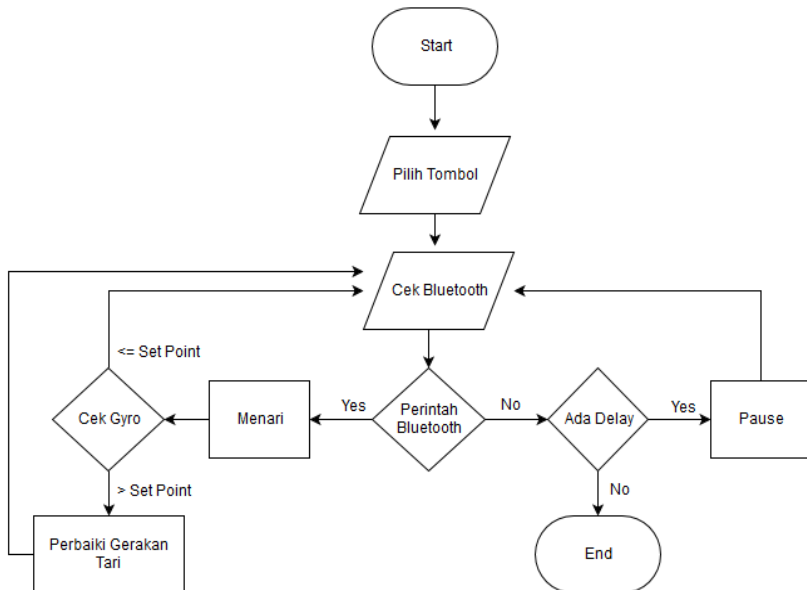 Start
Pilih Tombol
Cek Bluetooth
<= Set Point
Cek Gyro
Menari
Yes
Perintah
Bluetooth
No
Ada Delay
Yes
Pause
> Set Point
No
Perbaiki Gerakan
Tari
End